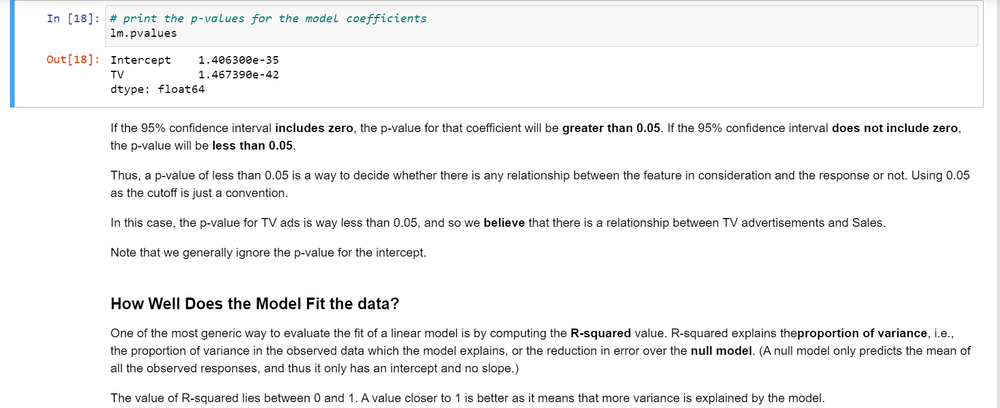 In [18]: # print the p-values for the model coefficients
lm.pvalues
Out[18]: Intercept    1.406300e-35
TV           1.467390e-42
dtype: float64
If the 95% confidence interval includes zero, the p-value for that coefficient will be greater than 0.05. If the 95% confidence interval does not include zero,
the p-value will be less than 0.05.
Thus, a p-value of less than 0.05 is a way to decide whether there is any relationship between the feature in consideration and the response or not. Using 0.05
as the cutoff is just a convention.
In this case, the p-value for TV ads is way less than 0.05, and so we believe that there is a relationship between TV advertisements and Sales.
Note that we generally ignore the p-value for the intercept.
How Well Does the Model Fit the data?
One of the most generic way to evaluate the fit of a linear model is by computing the R-squared value. R-squared explains theproportion of variance, i.e.,
the proportion of variance in the observed data which the model explains, or the reduction in error over the null model. (A null model only predicts the mean of
all the observed responses, and thus it only has an intercept and no slope.)
The value of R-squared lies between 0 and 1. A value closer to 1 is better as it means that more variance is explained by the model.